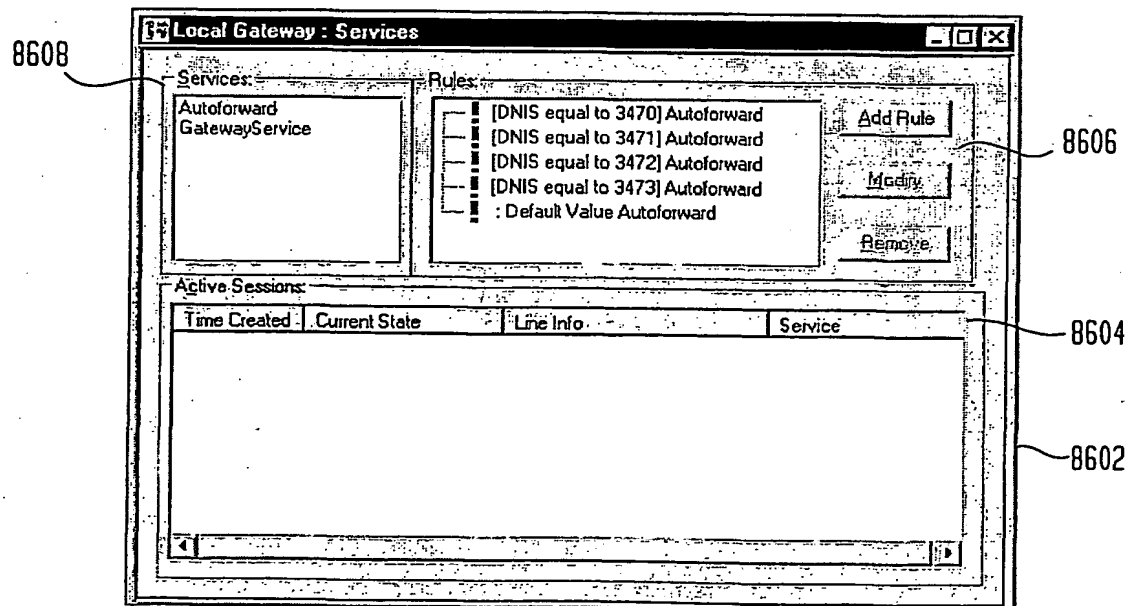 Local Gateway : Services
8608
Services:
Rules:
Autoforward
GatewayService
[DNIS equal to 3470] Autoforward
[DNIS equal to 3471] Autoforward
[DNIS equal to 3472] Autoforward
[DNIS equal to 3473] Autoforward
: Default Value Autoforward
Add Rule
Modify
Remove
8606
Active Sessions:
Time Created
Current State
Line Info
Service
8604
8602